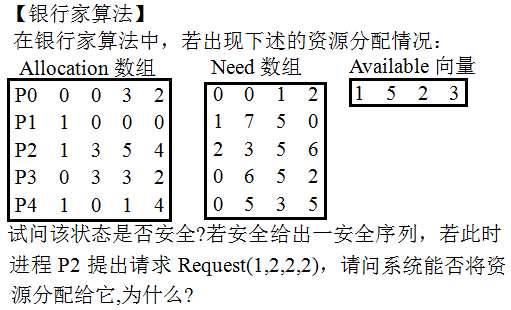 【银行家算法】
在银行家算法中，若出现下述的资源分配情况：
Allocation 数组 Need 数组 Available 向量
P0 0 0 3 2 0 0 1 2 1 5 2 3
P1 1 0 0 0 1 7 5 0
P2 1 3 5 4 2 3 5 6
P3 0 3 3 2 0 6 5 2
P4 1 0 1 4 0 5 3 5
试问该状态是否安全?若安全给出一安全序列，若此时
进程 P2 提出请求 Request(1,2,2,2)，请问系统能否将资
源分配给它,为什么?